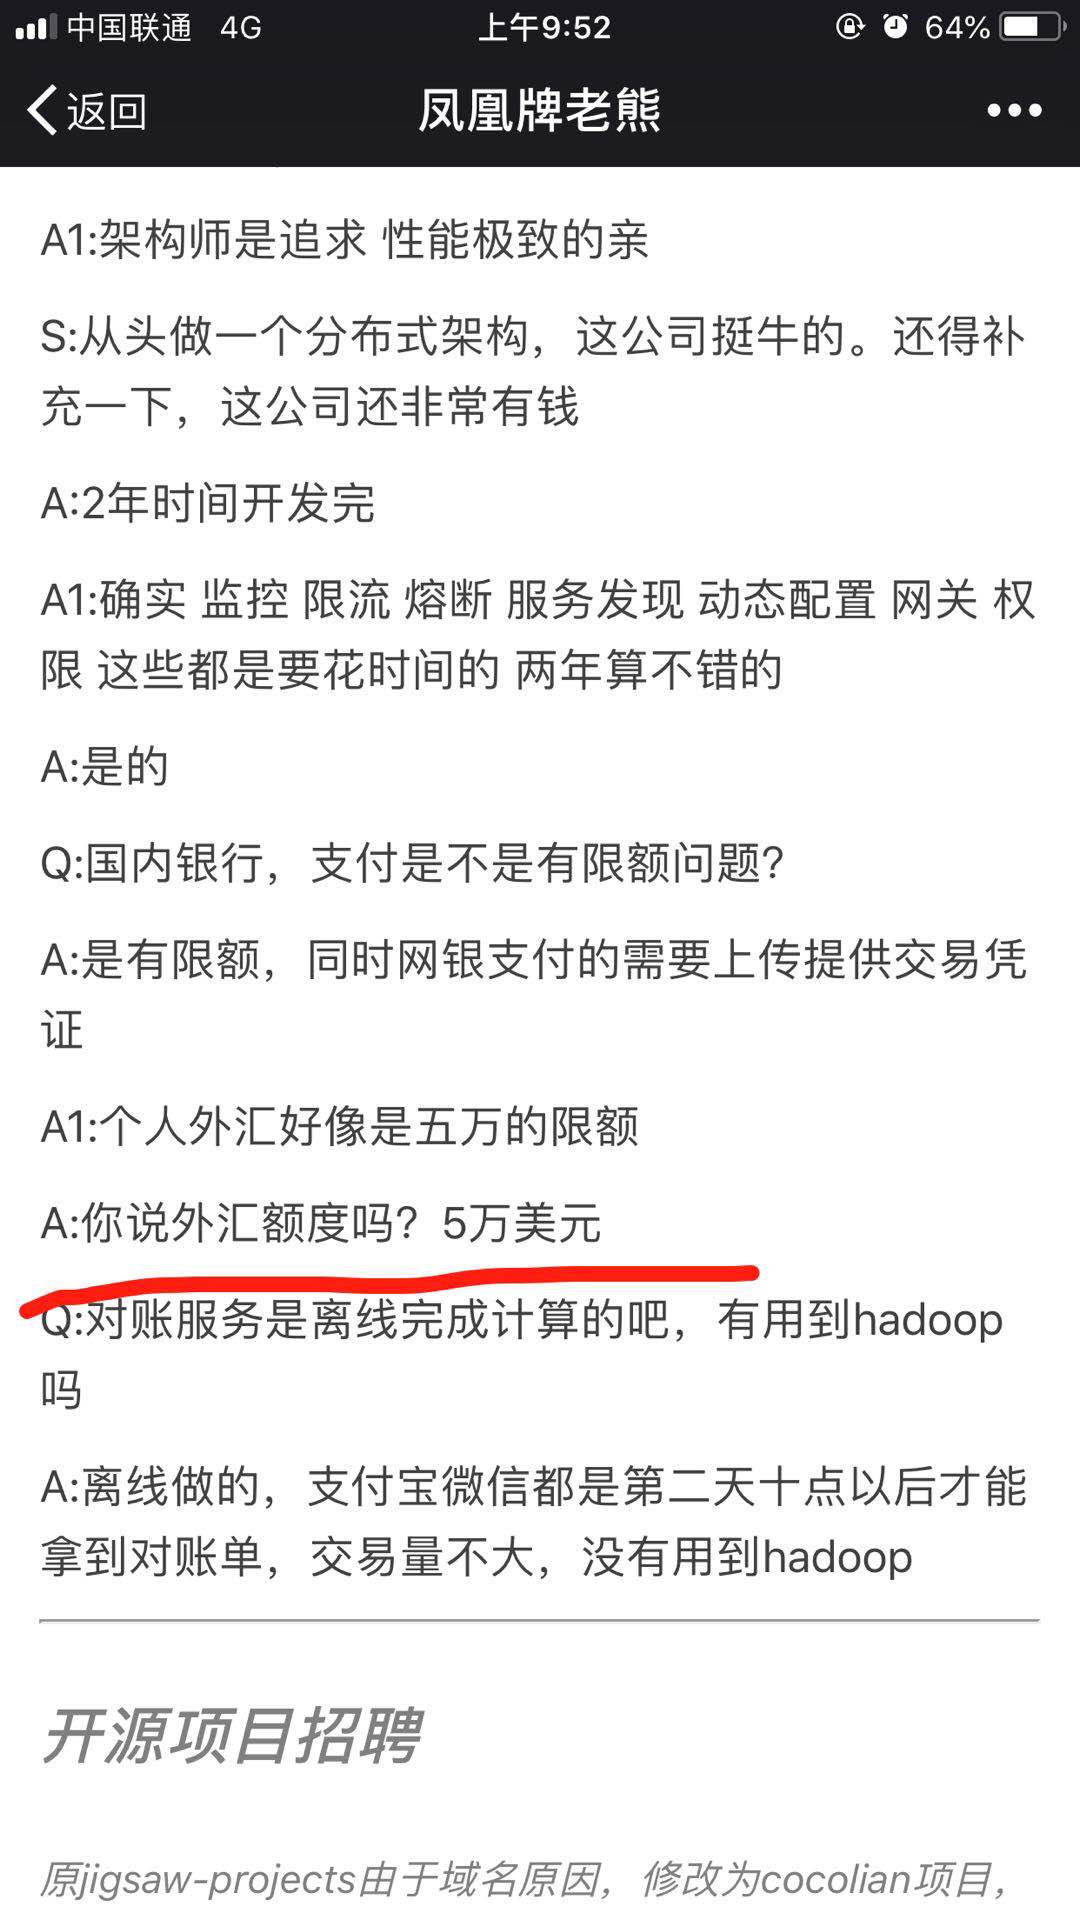 中国联通 4G 上午9:52 64%
返回 凤凰牌老熊
A1:架构师是追求 性能极致的亲
S:从头做一个分布式架构，这公司挺牛的。还得补
充一下，这公司还非常有钱
A:2年时间开发完
A1:确实 监控 限流 熔断 服务发现 动态配置 网关 权
限 这些都是要花时间的 两年算不错的
A:是的
Q:国内银行，支付是不是有限额问题?
A:是有限额，同时网银支付的需要上传提供交易凭
证
A1:个人外汇好像是五万的限额
A:你说外汇额度吗？5万美元
Q:对账服务是离线完成计算的吧，有用到hadoop
吗
A:离线做的，支付宝微信都是第二天十点以后才能
拿到对账单，交易量不大，没有用到hadoop
开源项目招聘
原jigsaw-projects由于域名原因，修改为cocolian项目，